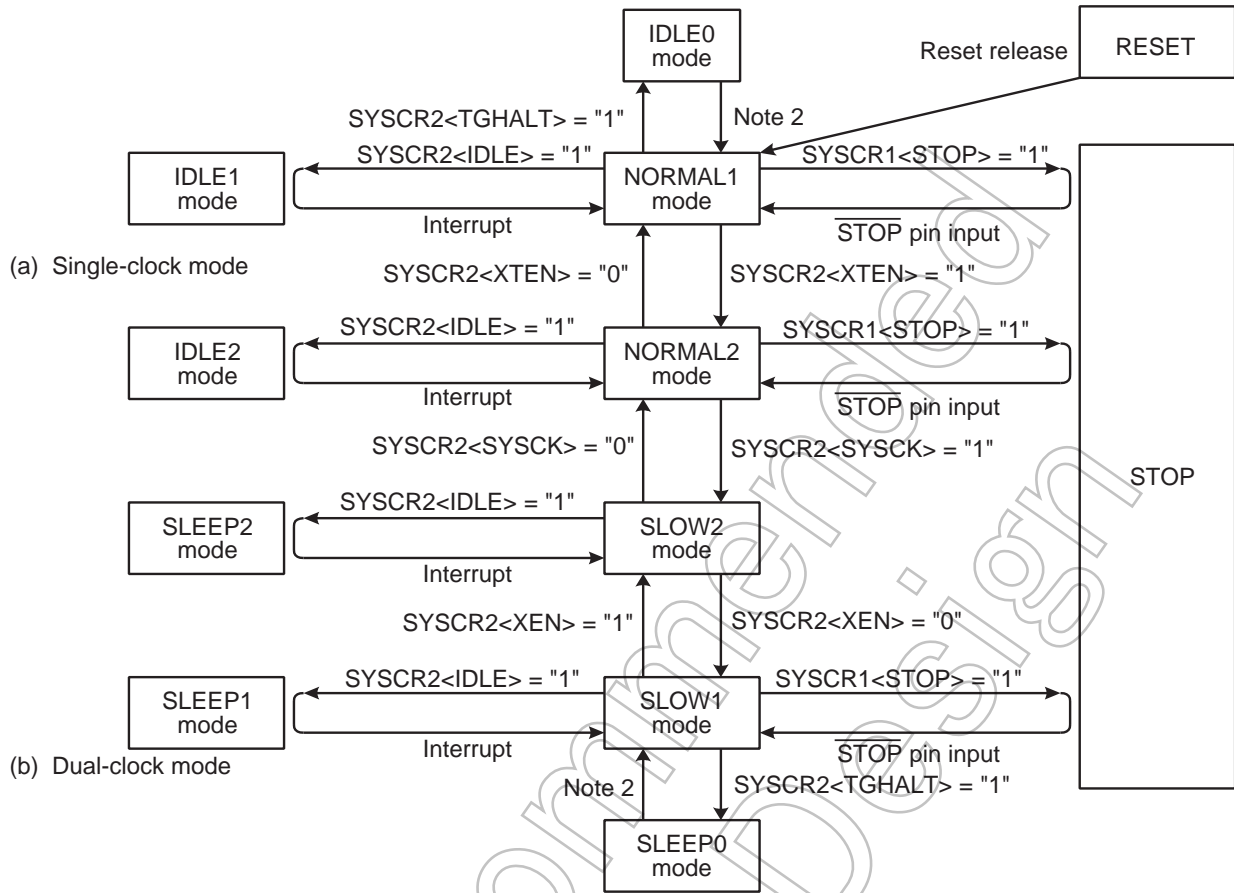 IDLE0
mode
Reset release
RESET
SYSCR2<TGHALT> = "1"
Note 2
SYSCR2<IDLE> = "1"
SYSCR1<STOP> = "1"
IDLE1
mode
NORMAL1
mode
Interrupt
STOP pin input
(a) Single-clock mode
SYSCR2<XTEN> = "0"
SYSCR2<XTEN> = "1"
SYSCR2<IDLE> = "1"
SYSCR1<STOP> = "1"
IDLE2
mode
NORMAL2
mode
Interrupt
STOP pin input
SYSCR2<SYSCK> = "0"
SYSCR2<SYSCK> = "1"
STOP
SYSCR2<IDLE> = "1"
SLEEP2
mode
SLOW2
mode
Interrupt
SYSCR2<XEN> = "1"
SYSCR2<XEN> = "0"
SYSCR2<IDLE> = "1"
SYSCR1<STOP> = "1"
SLEEP1
mode
SLOW1
mode
Interrupt
STOP pin input
(b) Dual-clock mode
Note 2
SYSCR2<TGHALT> = "1"
SLEEP0
mode
ommended
Design